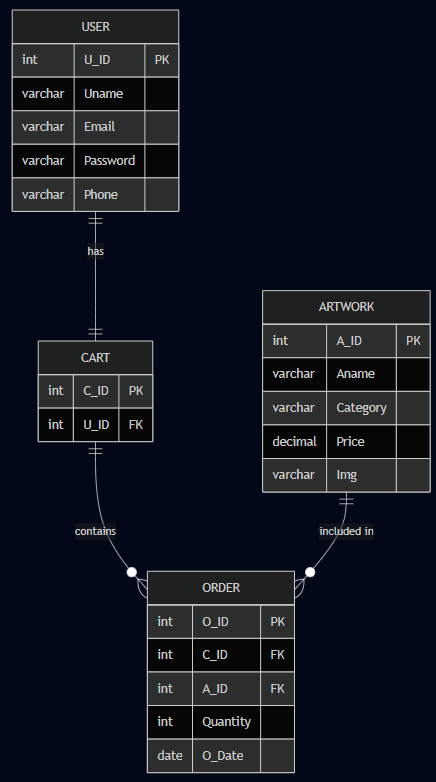 USER
int U_ID PK
varchar Uname
varchar Email
varchar Password
varchar Phone
has
CART
int C_ID PK
int U_ID FK
ARTWORK
int A_ID PK
varchar Aname
varchar Category
decimal Price
varchar Img
contains
included in
ORDER
int O_ID PK
int C_ID FK
int A_ID FK
int Quantity
date O_Date